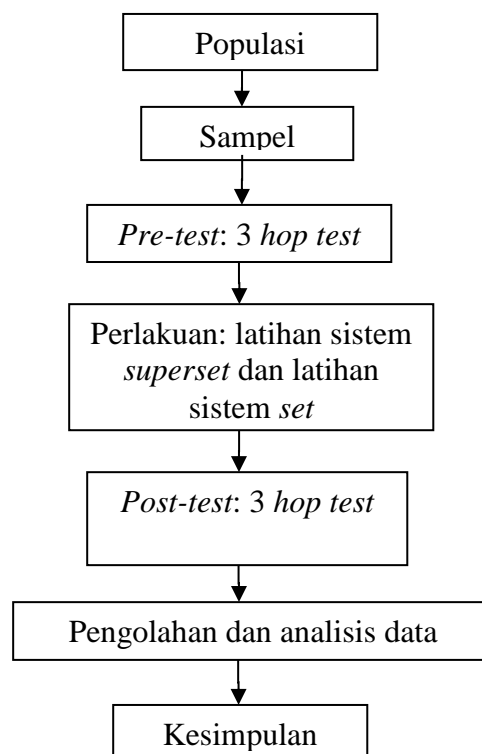 Populasi
Sampel
Pre-test: 3 hop test
Perlakuan: latihan sistem
superset dan latihan
sistem set
Post-test: 3 hop test
Pengolahan dan analisis data
Kesimpulan